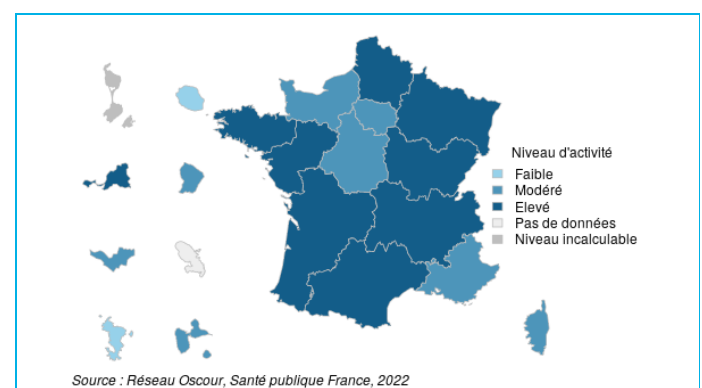 Niveau d'activité
Faible
Modéré
Elevé
Pas de données
Niveau incalculable
Source : Réseau Oscour, Santé publique France, 2022